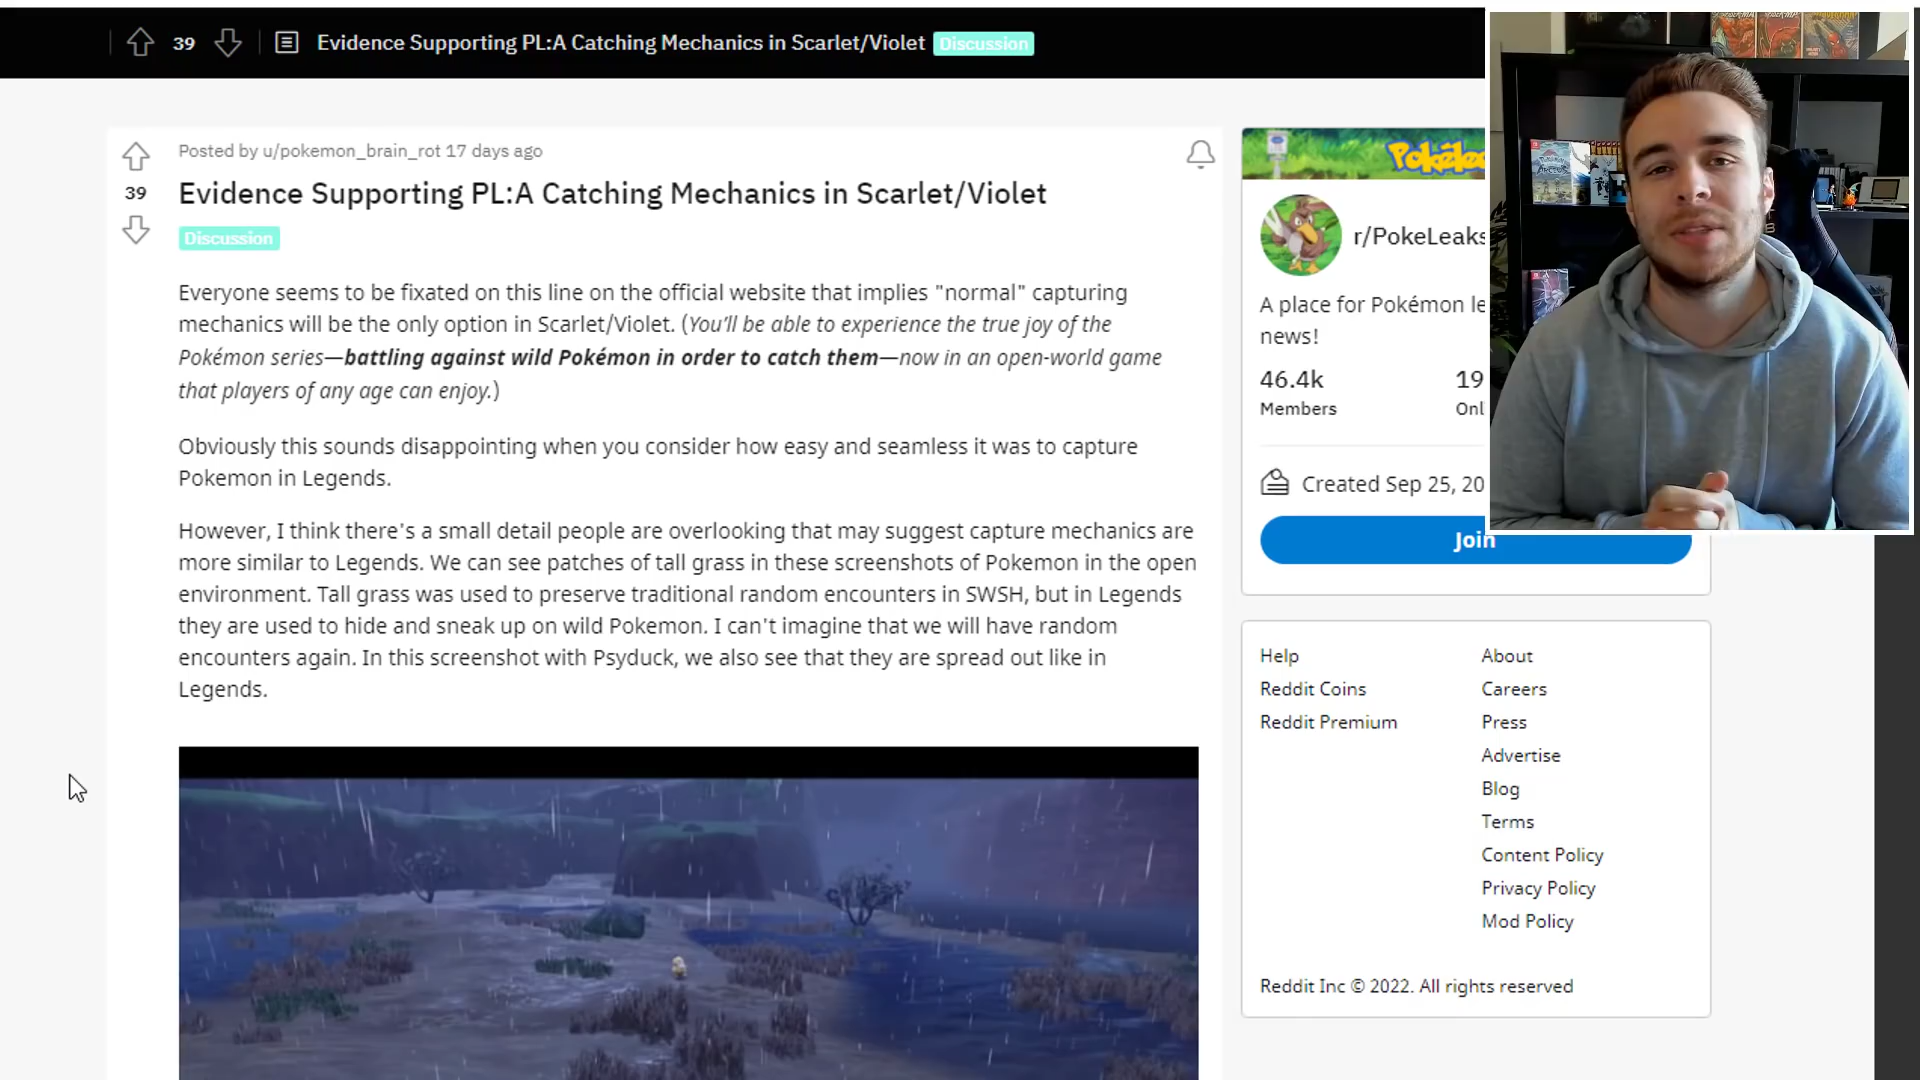 39 Evidence Supporting PL:A Catching Mechanics in Scarlet/Violet Discussion
Posted by u/pokemon_brain_rot 17 days ago
39
Evidence Supporting PL:A Catching Mechanics in Scarlet/Violet
Discussion
Everyone seems to be fixated on this line on the official website that implies "normal" capturing
mechanics will be the only option in Scarlet/Violet. (You'll be able to experience the true joy of the
Pokémon series—battling against wild Pokémon in order to catch them—now in an open-world game
that players of any age can enjoy.)
Obviously this sounds disappointing when you consider how easy and seamless it was to capture
Pokemon in Legends.
However, I think there's a small detail people are overlooking that may suggest capture mechanics are
more similar to Legends. We can see patches of tall grass in these screenshots of Pokemon in the open
environment. Tall grass was used to preserve traditional random encounters in SWSH, but in Legends
they are used to hide and sneak up on wild Pokemon. I can't imagine that we will have random
encounters again. In this screenshot with Psyduck, we also see that they are spread out like in
Legends.
r/PokeLeaks
A place for Pokémon le
news!
46.4k 19
Members Onl
Created Sep 25, 20
Join
Help About
Reddit Coins Careers
Reddit Premium Press
Advertise
Blog
Terms
Content Policy
Privacy Policy
Mod Policy
Reddit Inc © 2022. All rights reserved